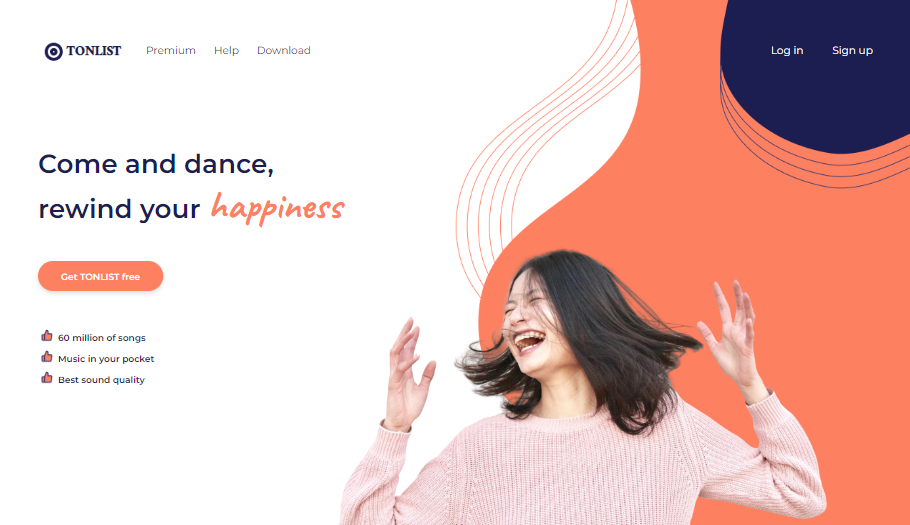 TONLIST Premium Help Download Log in Sign up
Come and dance,
rewind your happiness
Get TONLIST free
60 million of songs
Music in your pocket
Best sound quality